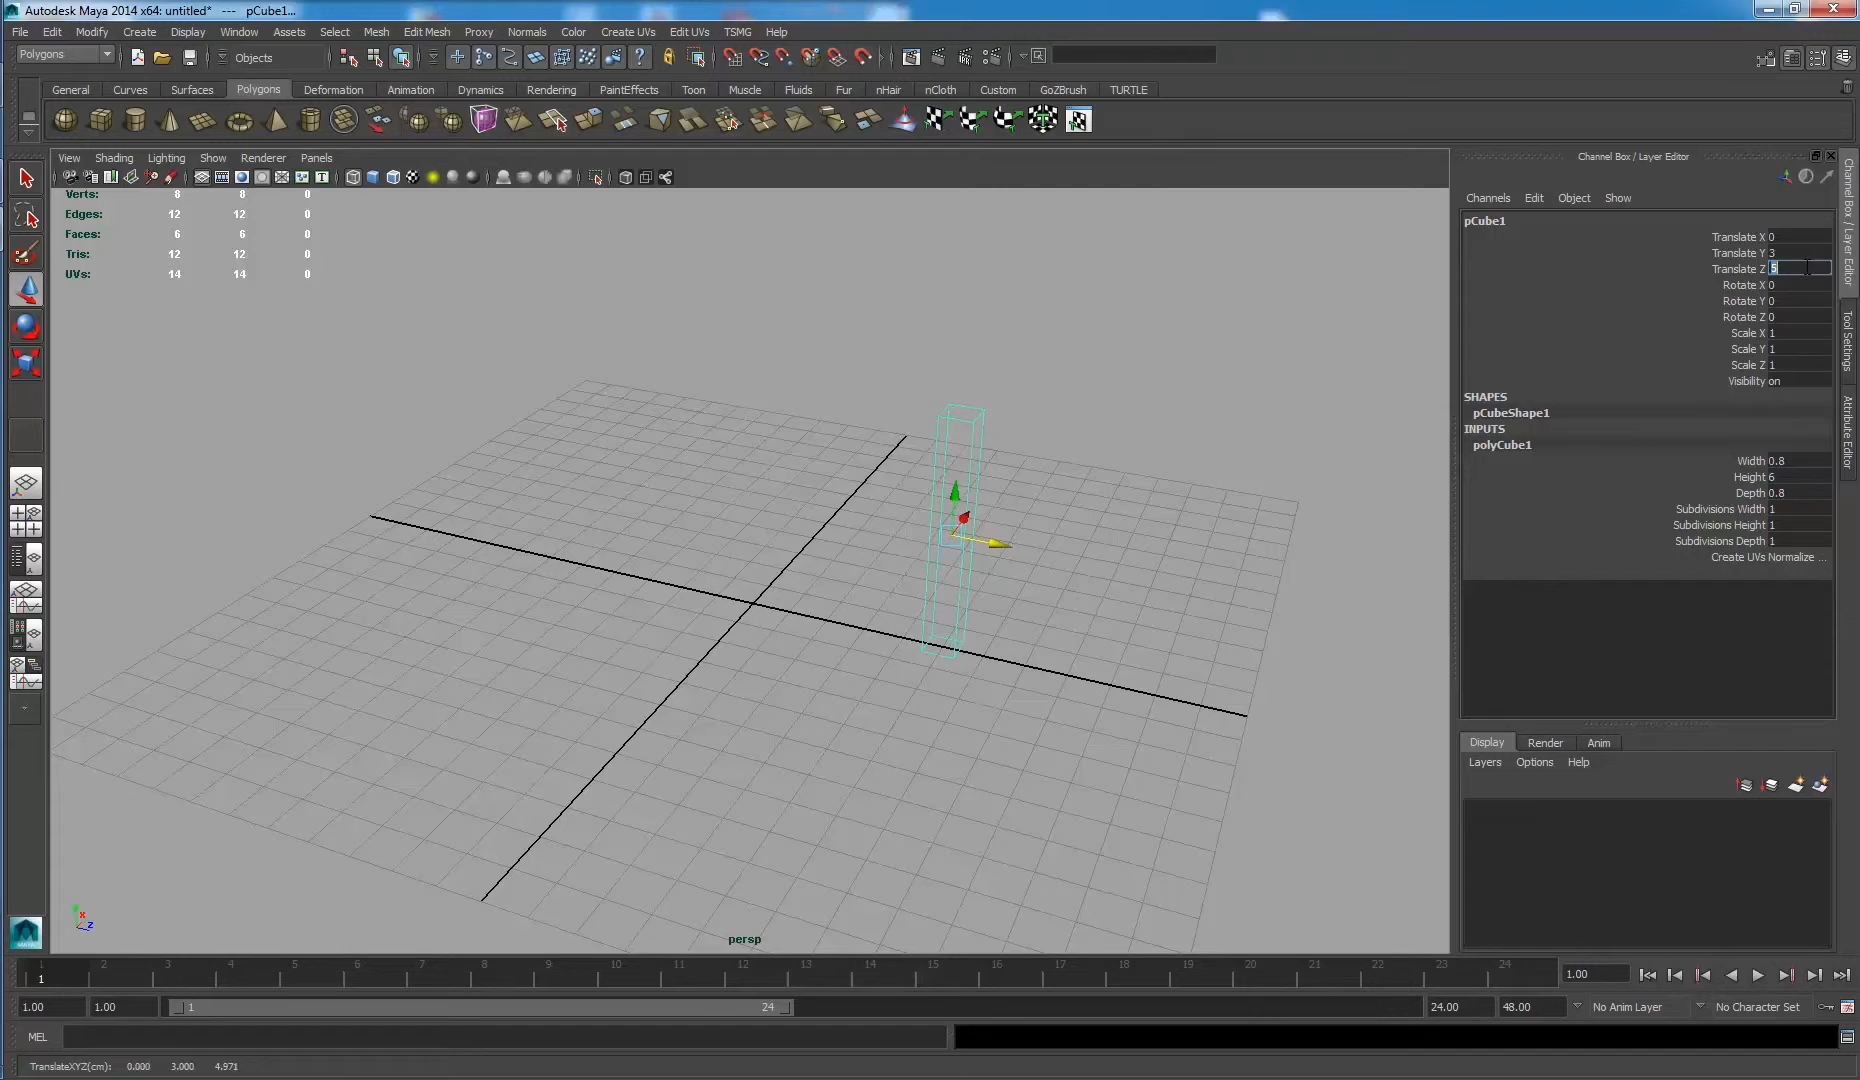 Autodesk Maya 2014 x64: untitled* --- pCube1...
File Edit Modify Create Display Window Assets Select Mesh Edit Mesh Proxy Normals Color Create UVs Edit UVs TSMG Help
Polygons Objects
General Curves Surfaces Polygons Deformation Animation Dynamics Rendering PaintEffects Toon Muscle Fluids Fur nHair nCloth Custom GoZBrush TURTLE
View Shading Lighting Show Renderer Panels
Verts: 8 8 0
Edges: 12 12 0
Faces: 6 6 0
Tris: 12 12 0
UVs: 14 14 0
persp
Channel Box / Layer Editor
Channels Edit Object Show
pCube1
Translate X 0
Translate Y 3
Translate Z 5
Rotate X 0
Rotate Y 0
Rotate Z 0
Scale X 1
Scale Y 1
Scale Z 1
Visibility on
SHAPES
pCubeShape1
INPUTS
polyCube1
Width 0.8
Height 6
Depth 0.8
Subdivisions Width 1
Subdivisions Height 1
Subdivisions Depth 1
Create UVs Normalize ...
Display Render Anim
Layers Options Help
Channel Box / Layer Editor
Tool Settings
Attribute Editor
1 2 3 4 5 6 7 8 9 10 11 12 13 14 15 16 17 18 19 20 21 22 23 24
1
1.00
1.00 1.00 1 24 24.00 48.00 No Anim Layer No Character Set
MEL
TranslateXYZ(cm): 0.000 3.000 4.971